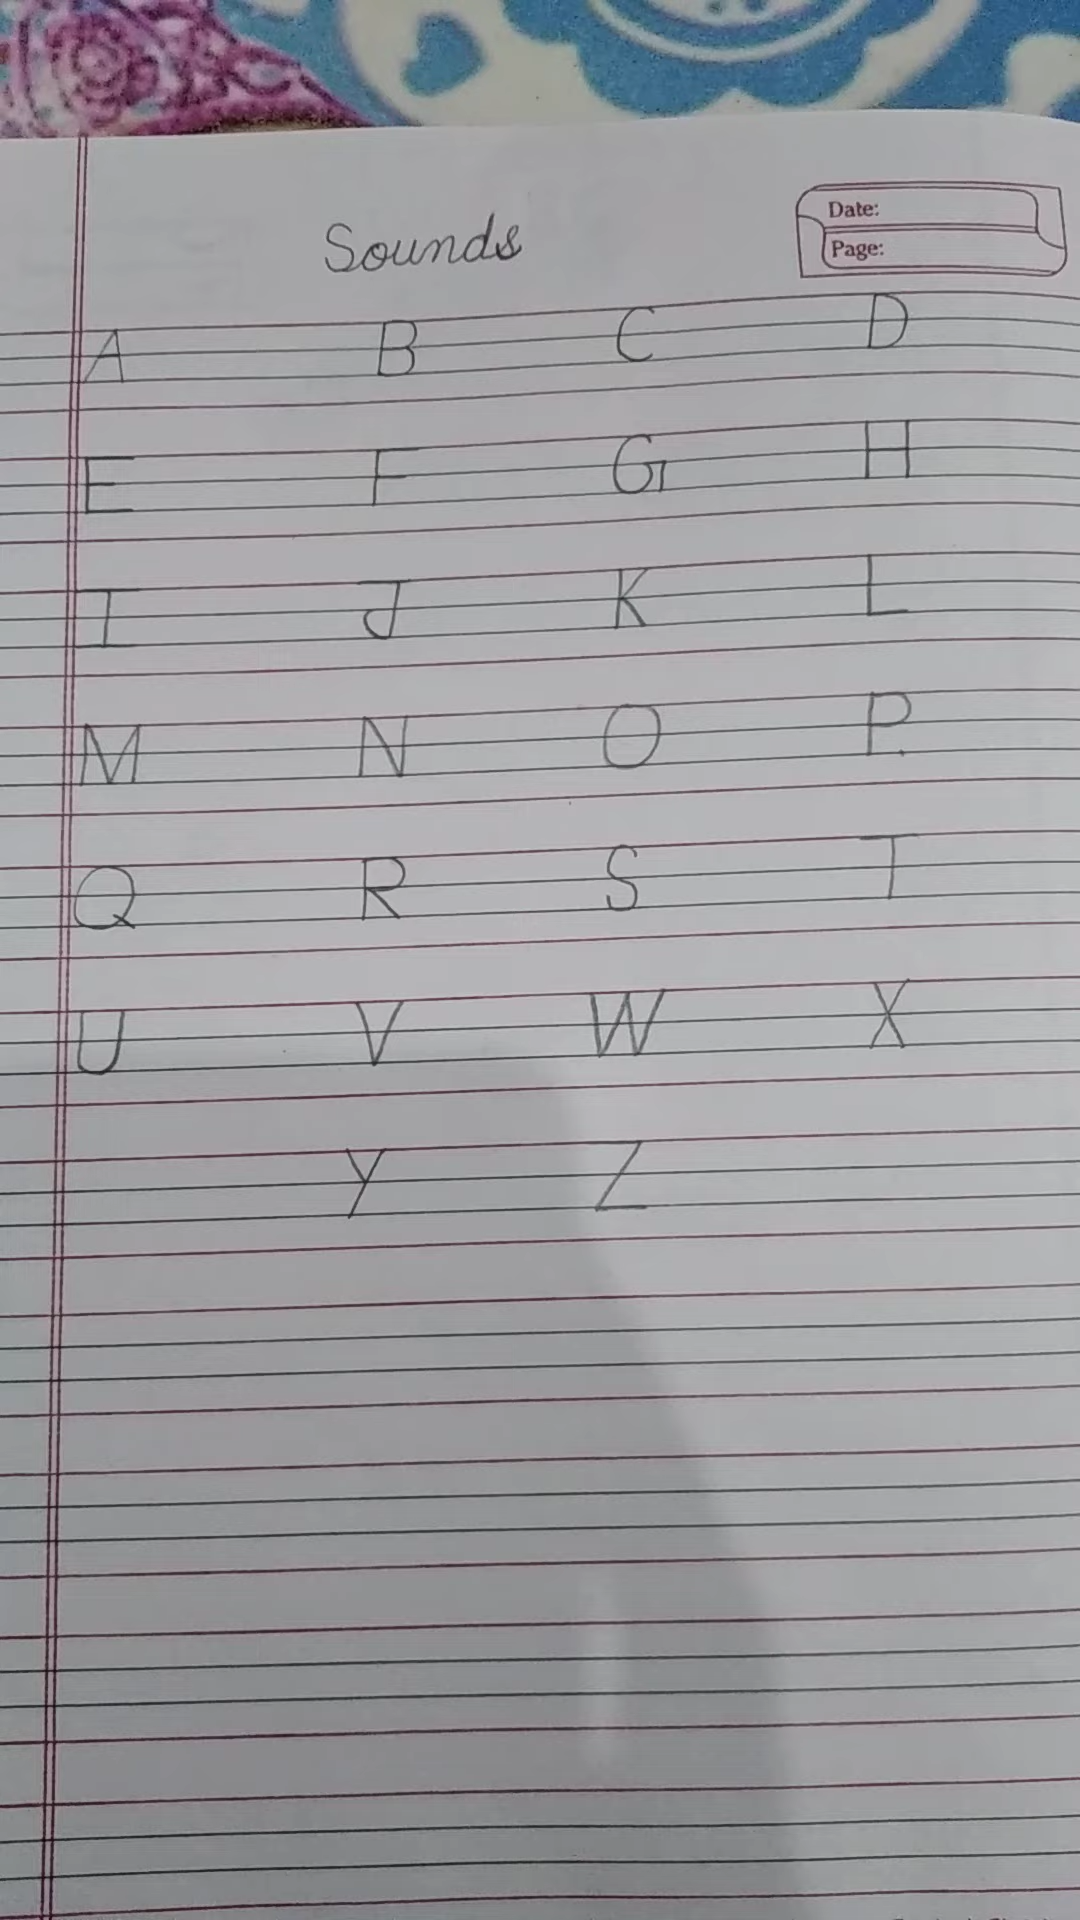 Sounds
Date:
Page:
A B C D
E F G H
I J K L
M N O P.
Q R S T
U V W X
Y Z